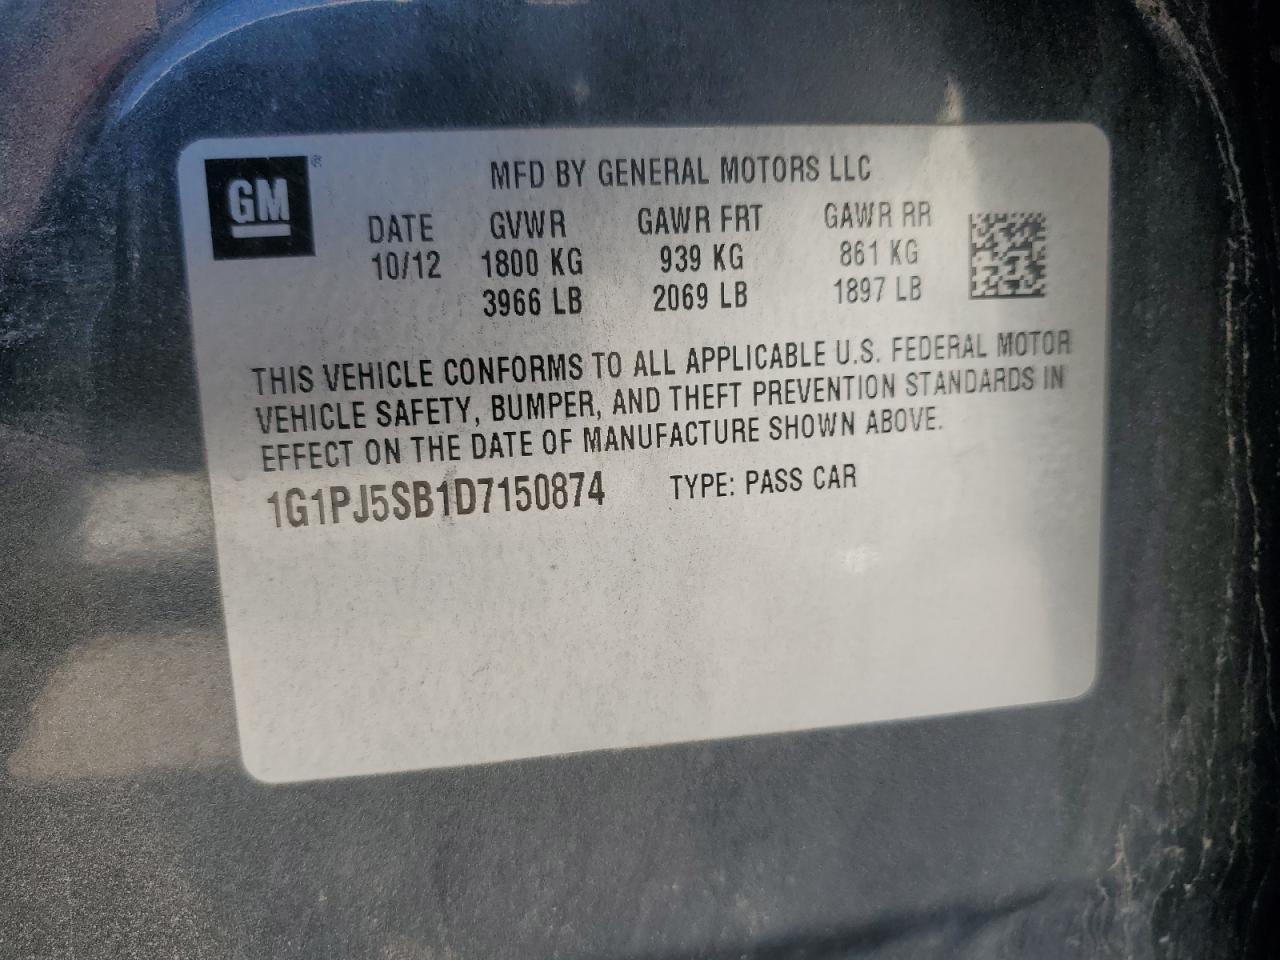 GM ®
MFD BY GENERAL MOTORS LLC
DATE GVWR GAWR FRT GAWR RR
10/12 1800 KG 939 KG 861 KG
3966 LB 2069 LB 1897 LB
THIS VEHICLE CONFORMS TO ALL APPLICABLE U.S. FEDERAL MOTOR
VEHICLE SAFETY, BUMPER, AND THEFT PREVENTION STANDARDS IN
EFFECT ON THE DATE OF MANUFACTURE SHOWN ABOVE.
1G1PJ5SB1D7150874 TYPE: PASS CAR